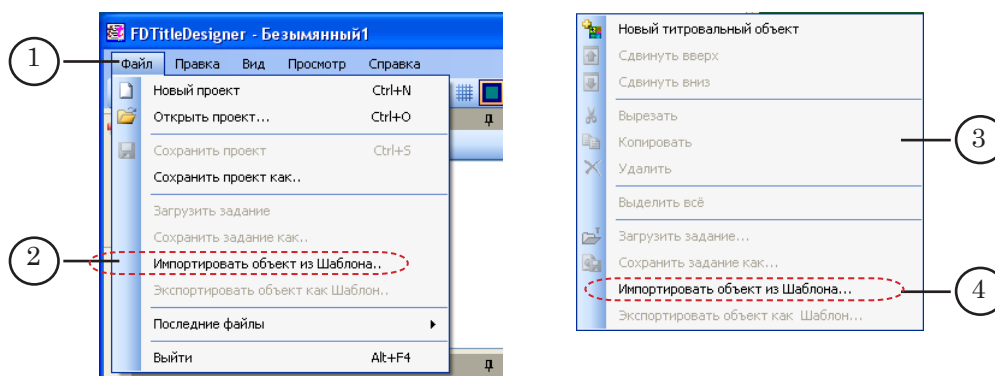 FDTitleDesigner - Безымянный1
1
Файл Правка Вид Просмотр Справка
Новый проект Ctrl+N
Открыть проект... Ctrl+O
Сохранить проект Ctrl+S
Сохранить проект как..
Загрузить задание
Сохранить задание как..
2
Импортировать объект из Шаблона..
Экспортировать объект как Шаблон..
Последние файлы
Выйти Alt+F4
Новый титровальный объект
Сдвинуть вверх
Сдвинуть вниз
Вырезать
Копировать
3
Удалить
Выделить всё
Загрузить задание...
Сохранить задание как...
Импортировать объект из Шаблона...
4
Экспортировать объект как Шаблон...